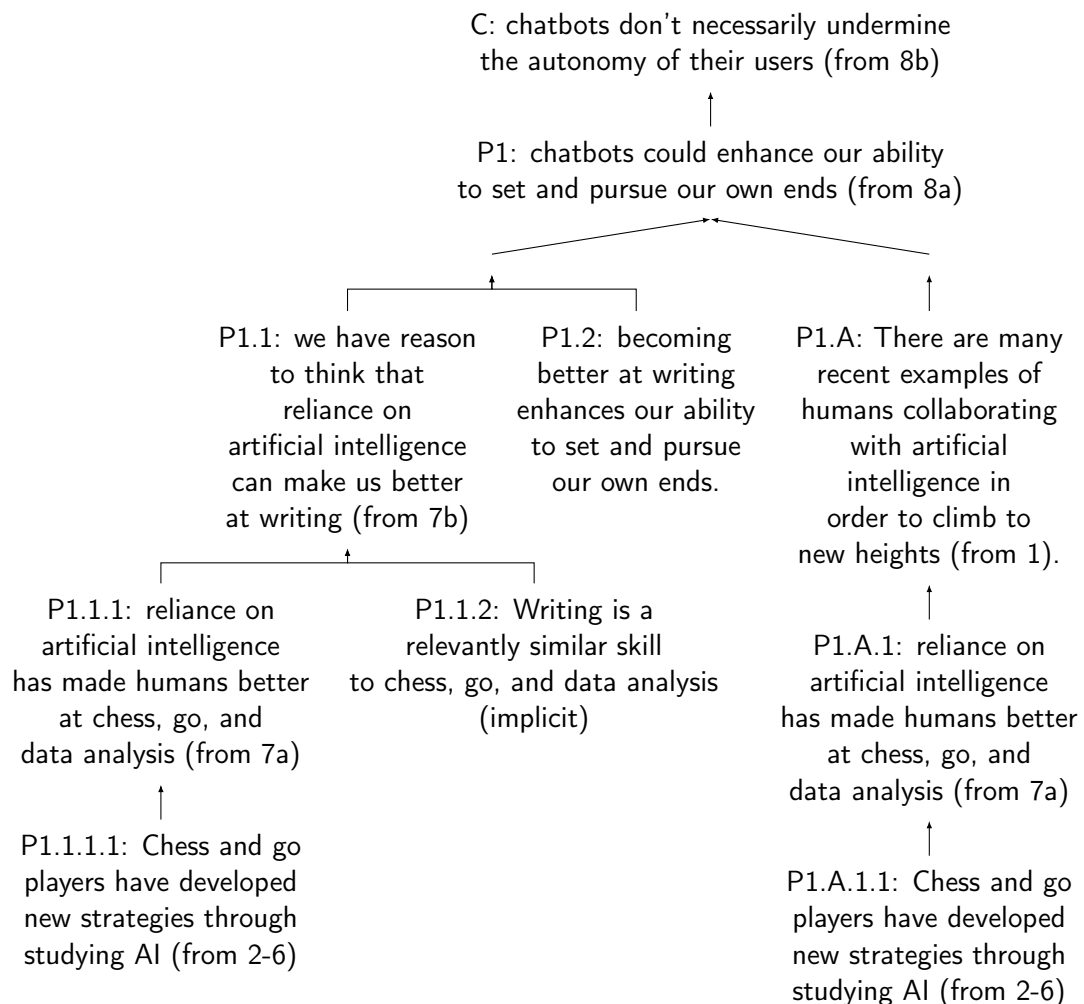 C: chatbots don't necessarily undermine
the autonomy of their users (from 8b)
P1: chatbots could enhance our ability
to set and pursue our own ends (from 8a)
P1.1: we have reason
to think that
reliance on
artificial intelligence
can make us better
at writing (from 7b)
P1.2: becoming
better at writing
enhances our ability
to set and pursue
our own ends.
P1.A: There are many
recent examples of
humans collaborating
with artificial
intelligence in
order to climb to
new heights (from 1).
P1.1.1: reliance on
artificial intelligence
has made humans better
at chess, go, and
data analysis (from 7a)
P1.1.2: Writing is a
relevantly similar skill
to chess, go, and data analysis
(implicit)
P1.A.1: reliance on
artificial intelligence
has made humans better
at chess, go, and
data analysis (from 7a)
P1.1.1.1: Chess and go
players have developed
new strategies through
studying AI (from 2-6)
P1.A.1.1: Chess and go
players have developed
new strategies through
studying AI (from 2-6)